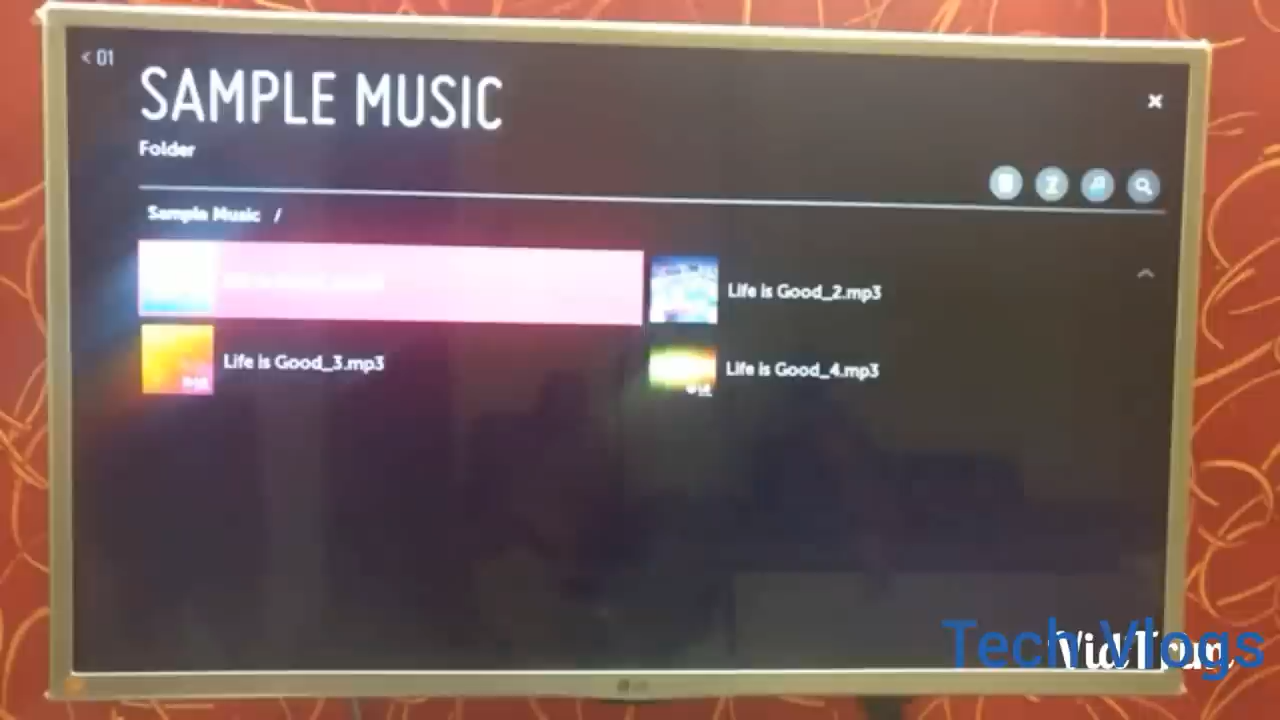 < 01
SAMPLE MUSIC
Folder
Sample Music /
Life is Good_2.mp3
Life is Good_3.mp3
Life is Good_4.mp3
Tech Vlogs
LG